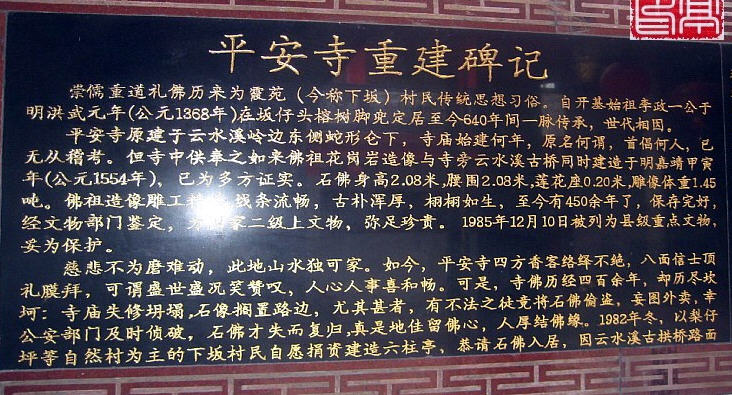 平安寺重建碑记
崇儒重道礼佛历来为霞苑（今称下坂）村民传统思想习俗。自开基始祖李政一公于
明洪武元年(公元1368年)在坂仔头榕树脚兜定居至今640年间一脉传承，世代相因。
平安寺原建于云水溪岭边东侧蛇形仑下，寺庙始建何年，原名何谓，首倡何人，已
无从稽考。但寺中供奉之如来佛祖花岗岩造像与寺旁云水溪古桥同时建造于明嘉靖甲寅
年(公元1554年)，已为多方证实。石佛身高2.08米,腰围2.03米,莲花座0.20米,雕像体重1.45
吨。佛祖造像雕工精 线条流畅，古朴浑厚，栩栩如生，至今有450余年了，保存完好，
经文物部门鉴定， 家二级上文物，弥足珍贵。1985年12月10日被列为县级重点文物，
妥为保护。
慈悲不为磨难动，此地山水独可家。如今，平安寺四方香客络绎不绝，八面信士顶
礼膜拜，可谓盛世盛况笑赞叹，人心人事喜和畅。可是，寺佛历经四百余年，却历尽坎
坷：寺庙失修坍塌,石像搁置路边，尤其甚者，有不法之徒竟将石佛偷盗，妄图外卖，幸
公安部门及时侦破，石佛才失而复归,真是地住留佛心，人厚结佛缘。1982年冬，以梨仔
坪等自然村为主的下坂村民自愿捐资建造六柱亭，恭请石佛入居，因云水溪古拱桥路面